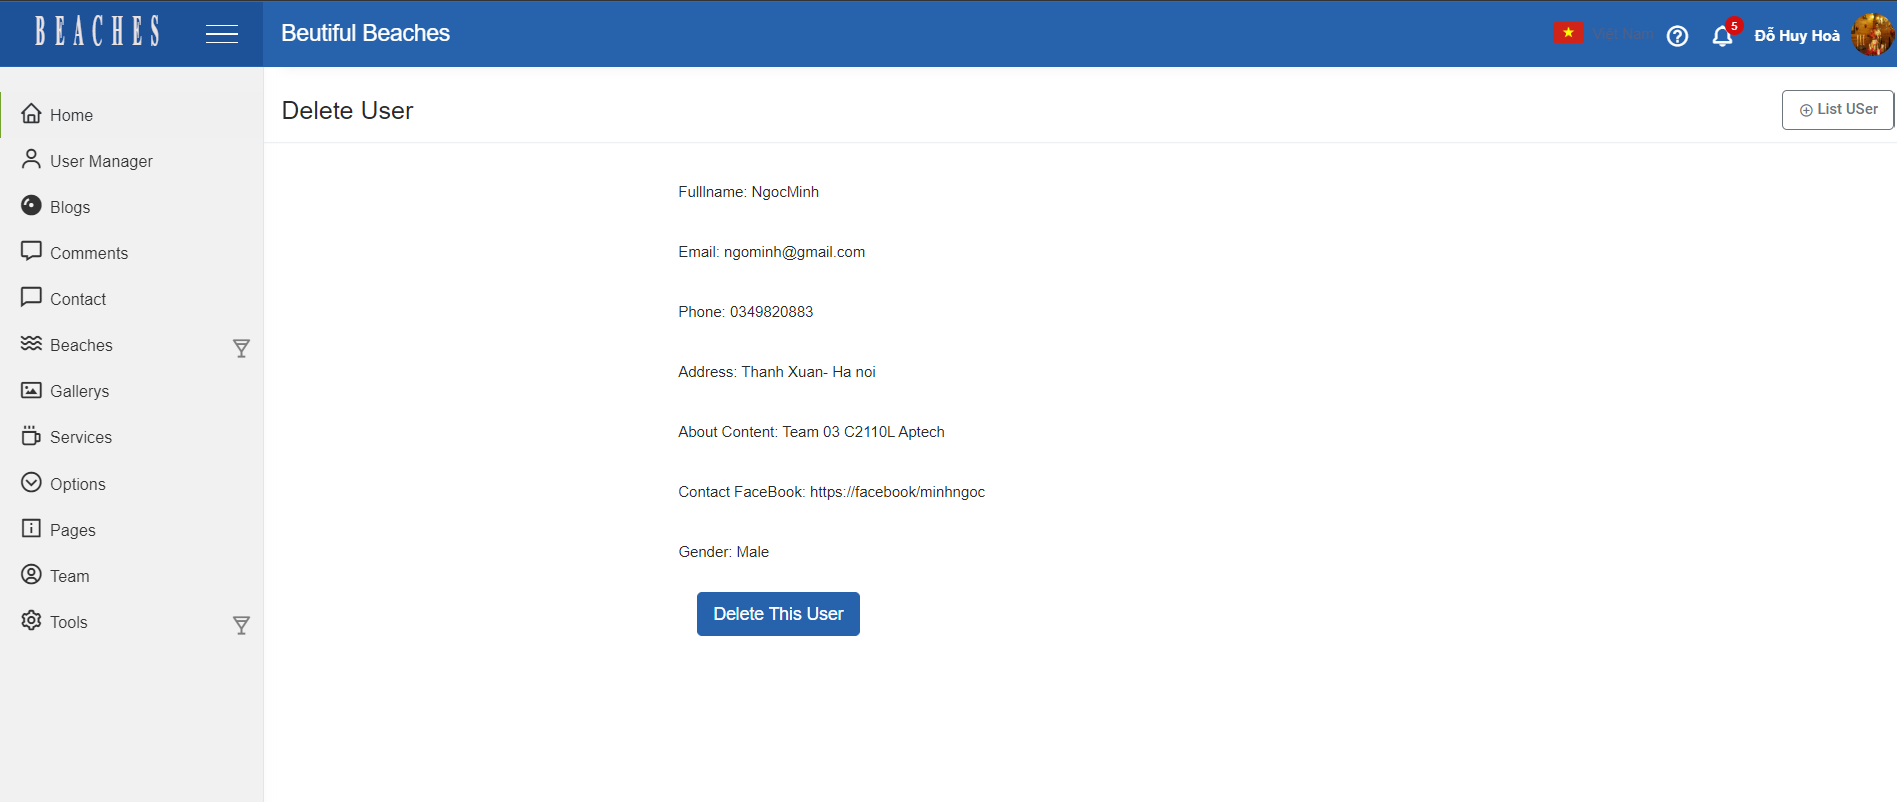 BEACHES
Beutiful Beaches
Việt Nam
5
Đỗ Huy Hoà
Home
User Manager
Blogs
Comments
Contact
Beaches
Gallerys
Services
Options
Pages
Team
Tools
Delete User
List USer
Fulllname: NgocMinh
Email: ngominh@gmail.com
Phone: 0349820883
Address: Thanh Xuan- Ha noi
About Content: Team 03 C2110L Aptech
Contact FaceBook: https://facebook/minhngoc
Gender: Male
Delete This User